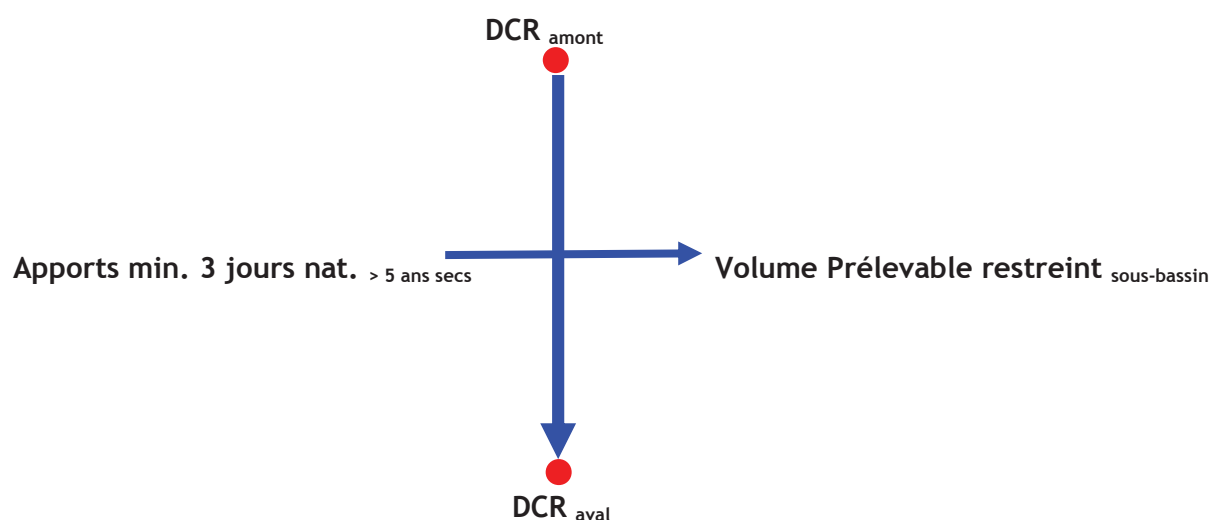 DCR amont
Apports min. 3 jours nat. > 5 ans secs
Volume Prélevable restreint sous-bassin
DCR aval